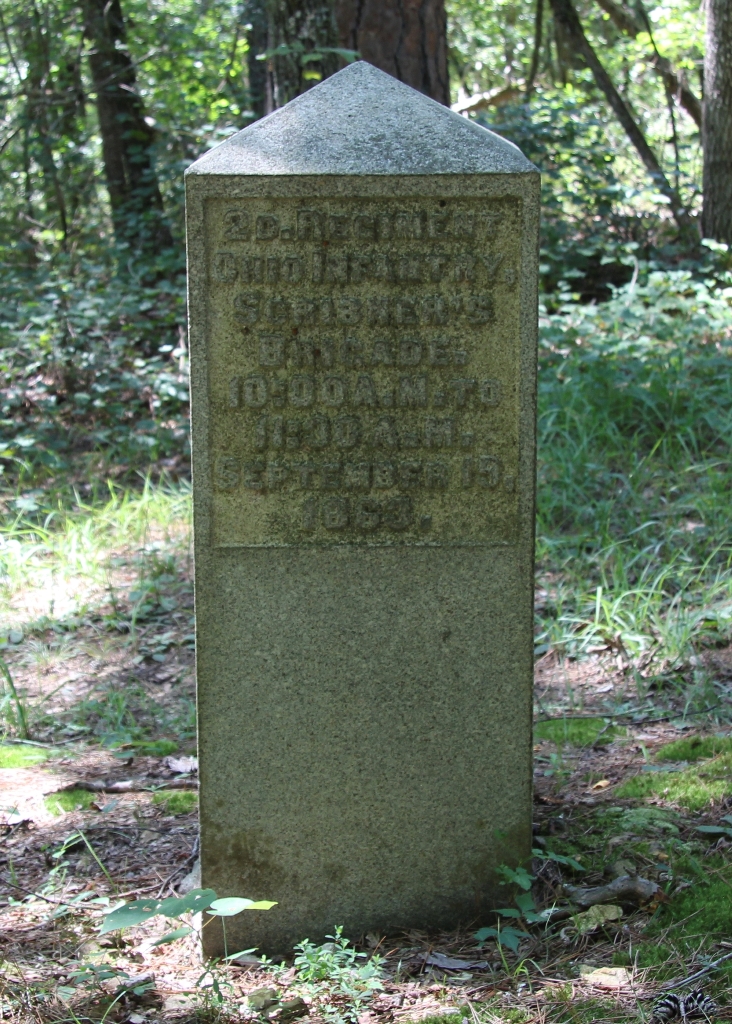 2D. REGIMENT
OHIO INFANTRY,
SCRIBNER'S
BRIGADE.
10:00 A.M. TO
11:00 A.M.
SEPTEMBER 19,
1863.